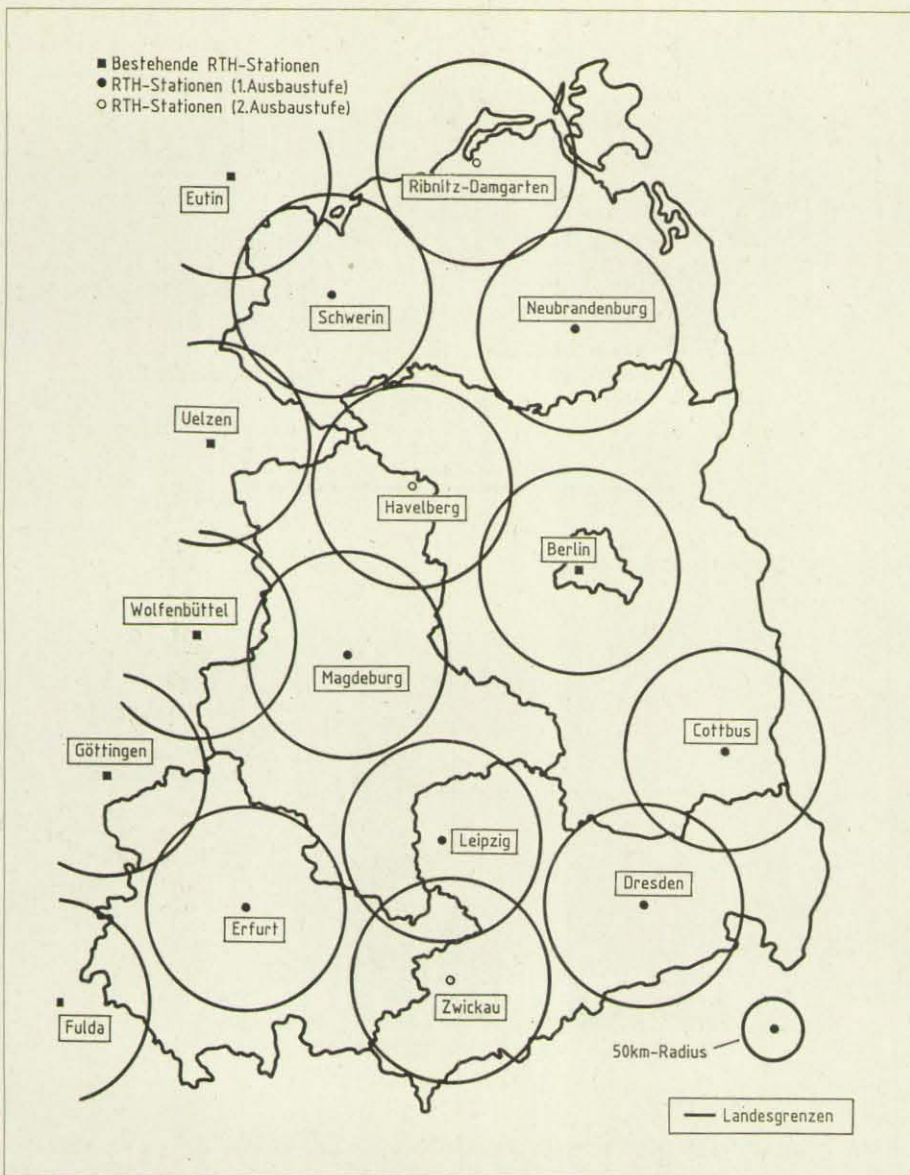 Bestehende RTH-Stationen
RTH-Stationen (1.Ausbaustufe)
RTH-Stationen (2.Ausbaustufe)
Eutin
Ribnitz-Damgarten
Schwerin
Neubrandenburg
Uelzen
Havelberg
Berlin
Wolfenbüttel
Magdeburg
Göttingen
Cottbus
Leipzig
Dresden
Erfurt
Zwickau
Fulda
50km-Radius
Landesgrenzen